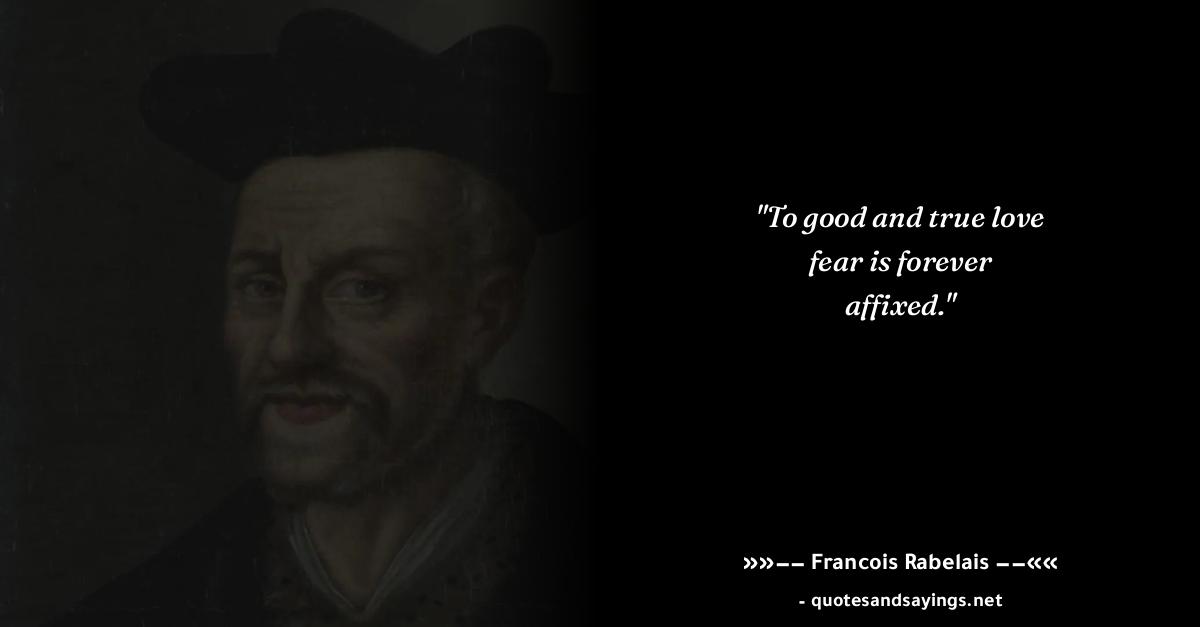 "To good and true love
fear is forever
affixed."
»»−− Francois Rabelais −−««
- quotesandsayings.net